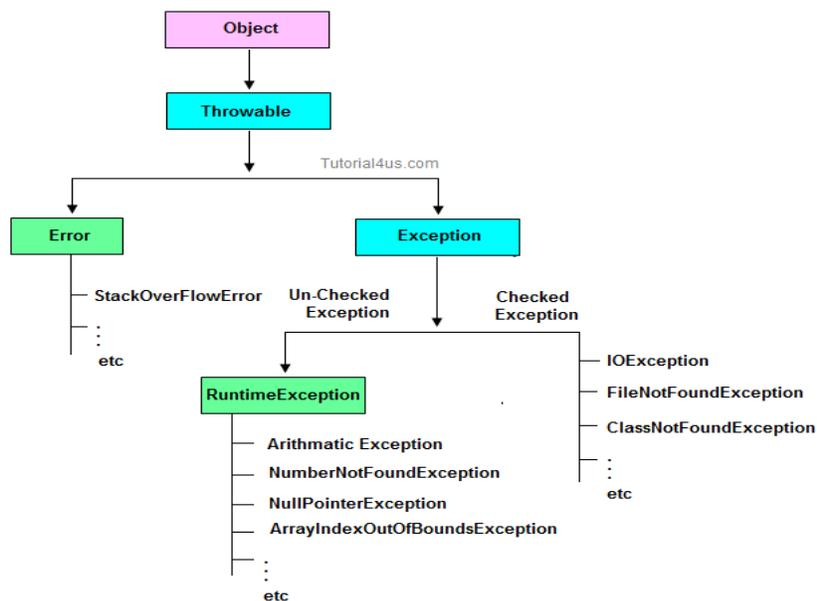 Object
Throwable
Tutorial4us.com
Error
Exception
StackOverFlowError
etc
Un-Checked
Exception
Checked
Exception
RuntimeException
Arithmatic Exception
NumberNotFoundException
NullPointerException
ArrayIndexOutOfBoundsException
etc
IOException
FileNotFoundException
ClassNotFoundException
etc